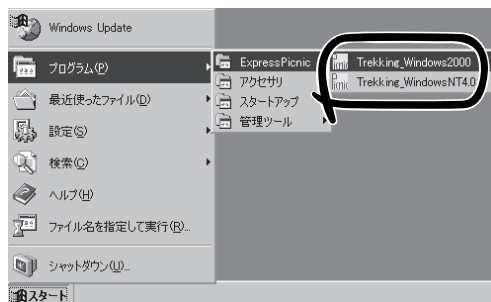 Windows Update
プログラム(P)
最近使ったファイル(D)
設定(S)
検索(C)
ヘルプ(H)
ファイル名を指定して実行(R)...
シャットダウン(U)...
スタート
ExpressPicnic
アクセサリ
スタートアップ
管理ツール
Picnic Trekking_Windows2000
Picnic Trekking_WindowsNT4.0